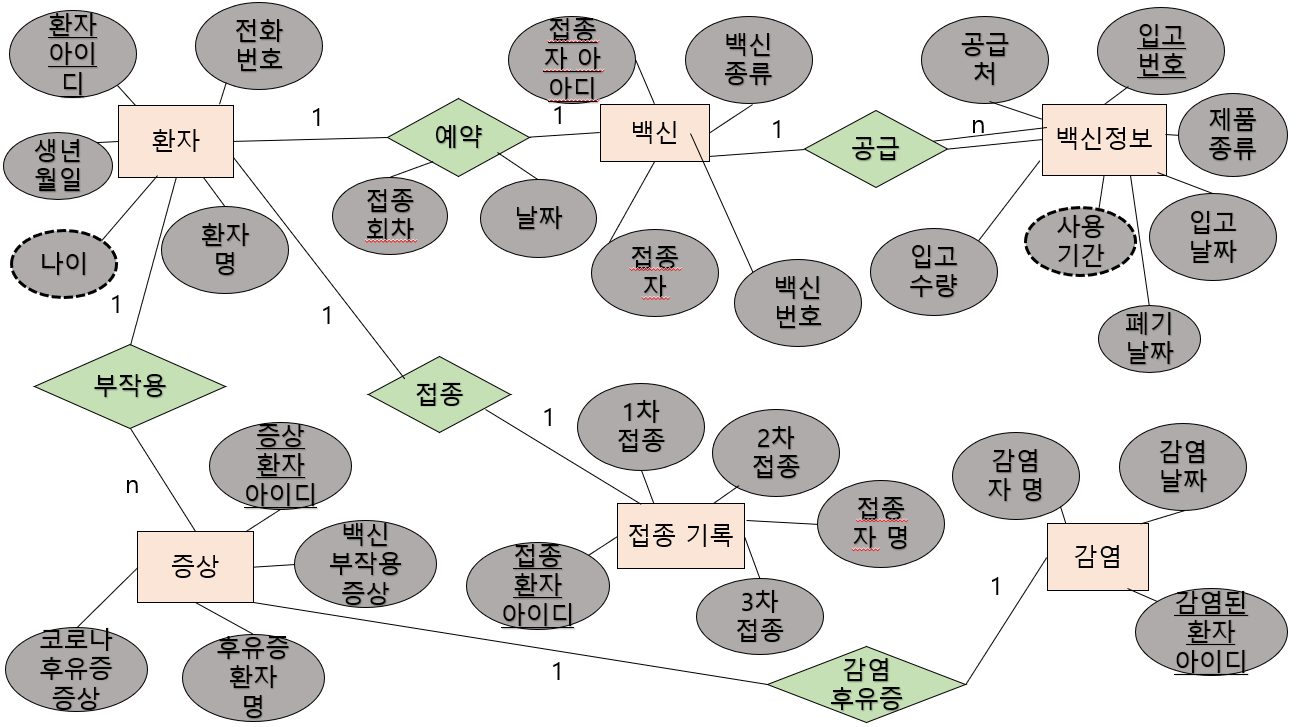 환자
아이
디
전화
번호
생년
월일
나이
환자
명
환자
1
예약
1
접종
회차
날짜
접종
자 아
아디
백신
종류
백신
접종
자
백신
번호
1
공급
n
공급
처
입고
번호
백신정보
제품
종류
입고
수량
사용
기간
입고
날짜
폐기
날짜
1
1
부작용
접종
1
n
증상
환자
아이디
증상
백신
부작용
증상
코로나
후유증
증상
후유증
환자
명
1차
접종
2차
접종
접종 기록
접종
자 명
접종
환자
아이디
3차
접종
감염
자 명
감염
날짜
감염
1
감염된
환자
아이디
1
감염
후유증